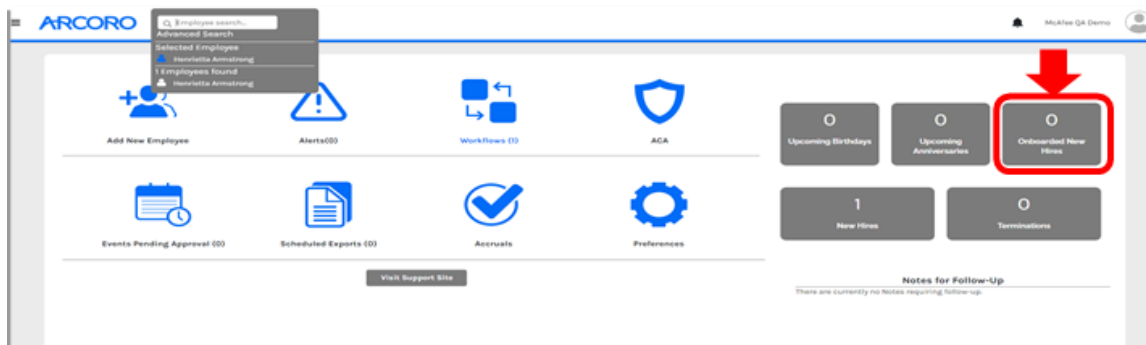 ARCORO
Employee search...
McAfee QA Demo
Advanced Search
Selected Employee
Henrietta Armstrong
1 Employees found
Henrietta Armstrong
Add New Employee
Alerts(0)
Workflows (1)
ACA
0
Upcoming Birthdays
0
Upcoming
Anniversaries
0
Onboarded New
Hires
Events Pending Approval (0)
Scheduled Exports (0)
Accruals
Preferences
1
New Hires
0
Terminations
Visit Support Site
Notes for Follow-Up
There are currently no Notes requiring follow-up.